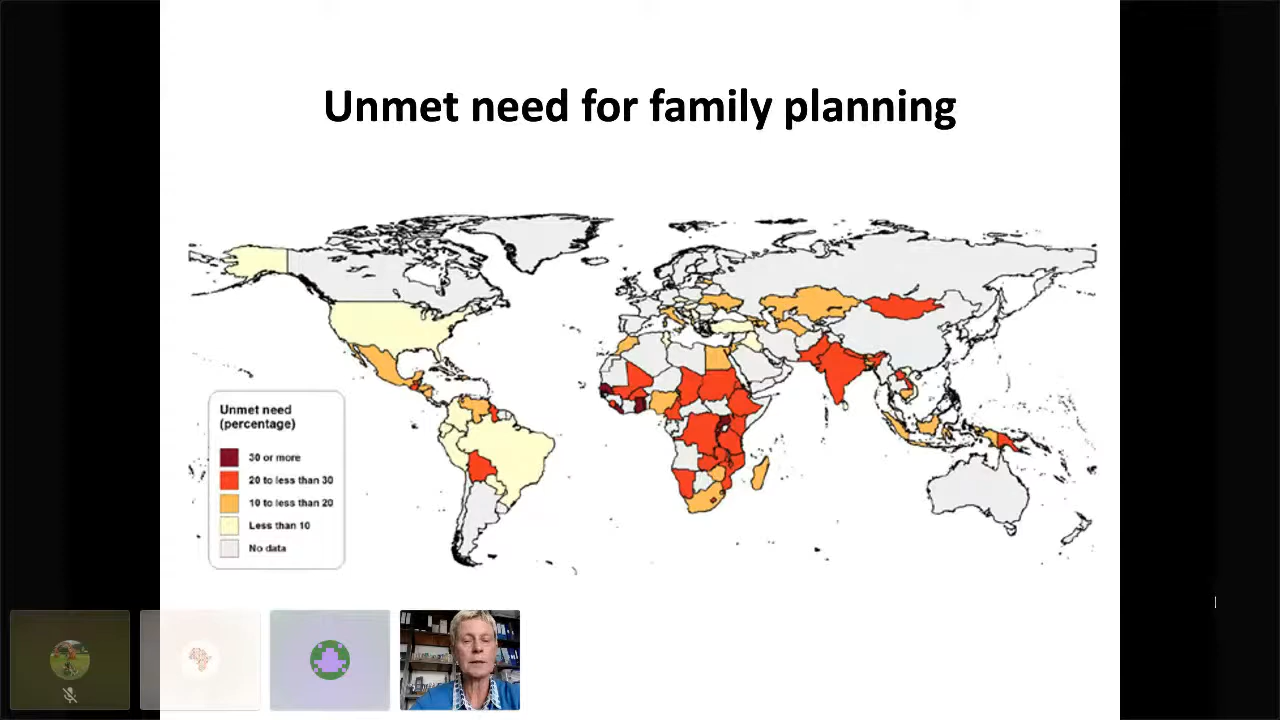 Unmet need for family planning
Unmet need
(percentage)
30 or more
20 to less than 30
10 to less than 20
Less than 10
No data